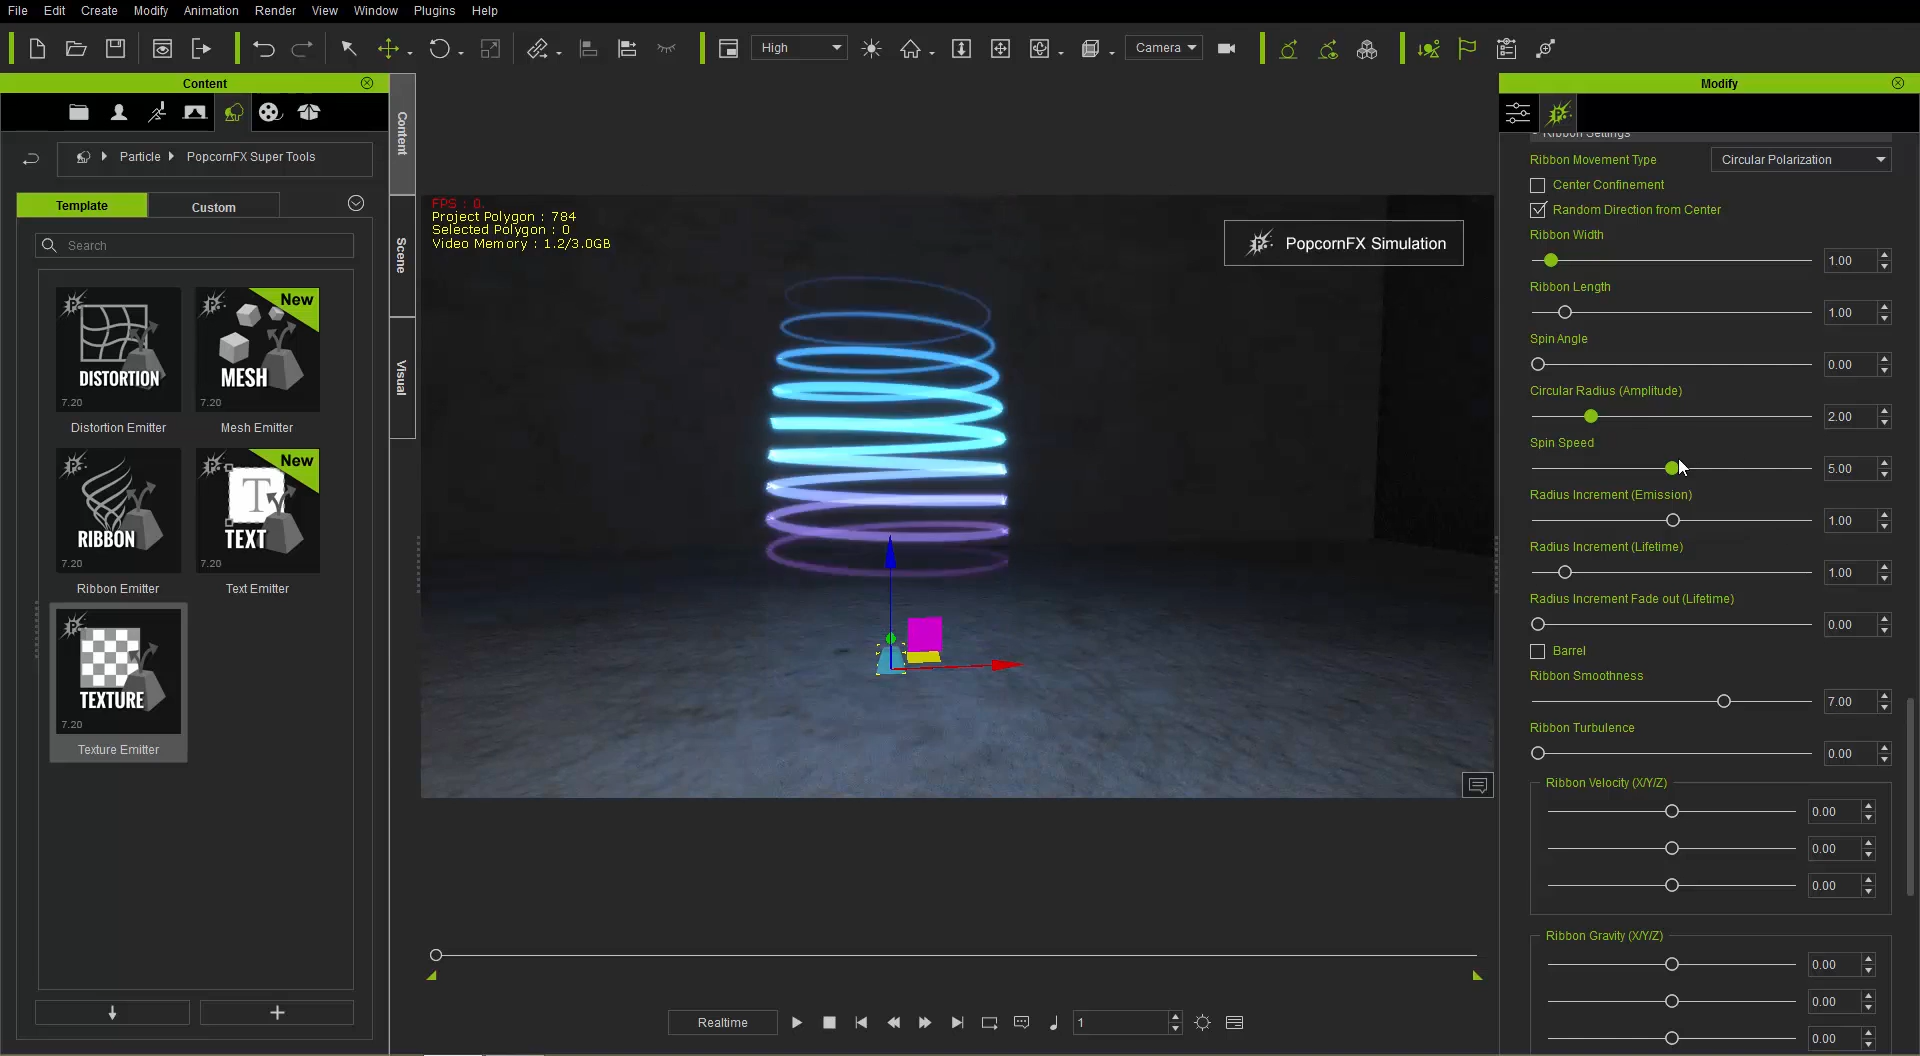 File Edit Create Modify Animation Render View Window Plugins Help
High
Camera
Content
Modify
Particle PopcornFX Super Tools
Template Custom
Search
DISTORTION
7.20
Distortion Emitter
New
MESH
7.20
Mesh Emitter
RIBBON
7.20
Ribbon Emitter
New
T
TEXT
7.20
Text Emitter
TEXTURE
7.20
Texture Emitter
Content
Scene
Visual
FPS : 0.
Project Polygon : 784
Selected Polygon : 0
Video Memory : 1.2/3.0GB
PopcornFX Simulation
Realtime
1
Ribbon Settings
Ribbon Movement Type Circular Polarization
Center Confinement
Random Direction from Center
Ribbon Width
1.00
Ribbon Length
1.00
Spin Angle
0.00
Circular Radius (Amplitude)
2.00
Spin Speed
5.00
Radius Increment (Emission)
1.00
Radius Increment (Lifetime)
1.00
Radius Increment Fade out (Lifetime)
0.00
Barrel
Ribbon Smoothness
7.00
Ribbon Turbulence
0.00
Ribbon Velocity (X/Y/Z)
0.00
0.00
0.00
Ribbon Gravity (X/Y/Z)
0.00
0.00
0.00